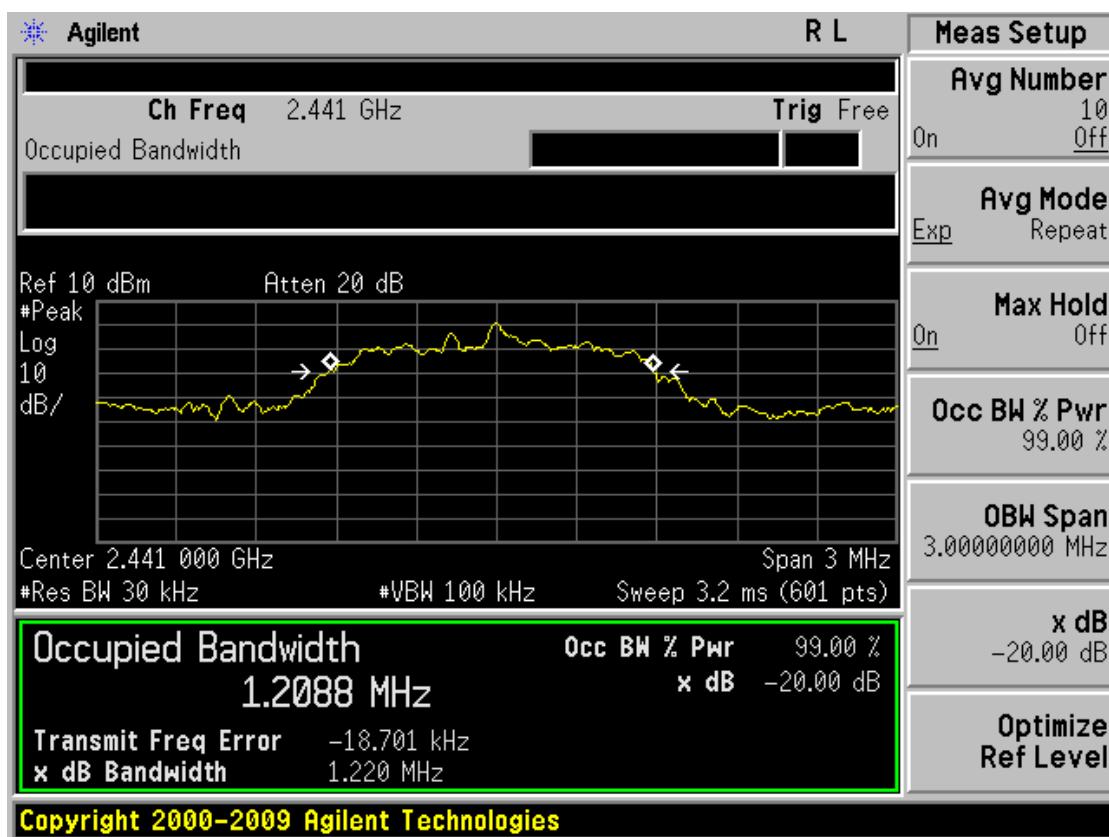 Agilent R L
Meas Setup
Ch Freq 2.441 GHz Trig Free
Occupied Bandwidth
Avg Number
10
On Off
Avg Mode
Exp Repeat
Ref 10 dBm Atten 20 dB
#Peak
Log
10
dB/
Max Hold
On Off
Occ BW % Pwr
99.00 %
OBW Span
3.00000000 MHz
Center 2.441 000 GHz Span 3 MHz
#Res BW 30 kHz #VBW 100 kHz Sweep 3.2 ms (601 pts)
x dB
-20.00 dB
Occupied Bandwidth Occ BW % Pwr 99.00 %
1.2088 MHz x dB -20.00 dB
Transmit Freq Error -18.701 kHz
x dB Bandwidth 1.220 MHz
Optimize
Ref Level
Copyright 2000-2009 Agilent Technologies